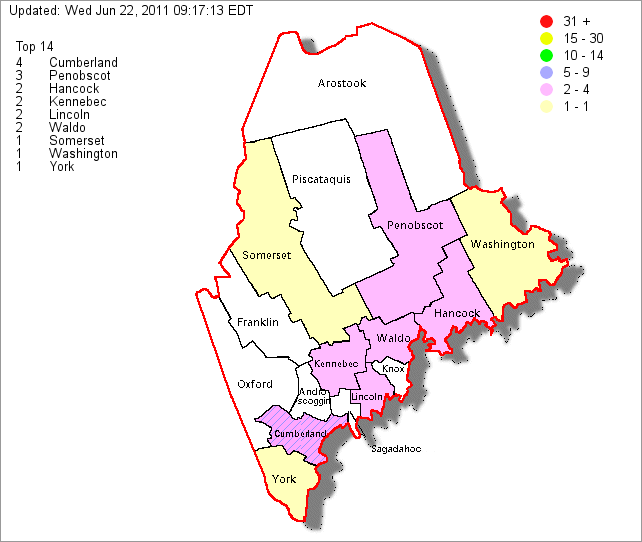 Updated: Wed Jun 22, 2011 09:17:13 EDT
Top 14
4 Cumberland
3 Penobscot
2 Hancock
2 Kennebec
2 Lincoln
2 Waldo
1 Somerset
1 Washington
1 York
31 +
15 - 30
10 - 14
5 - 9
2 - 4
1 - 1
Arostook
Piscataquis
Penobscot
Washington
Somerset
Hancock
Franklin
Waldo
Kennebec
Knox
Oxford
Andro
scoggin
Lincoln
Cumberland
Sagadahoc
York